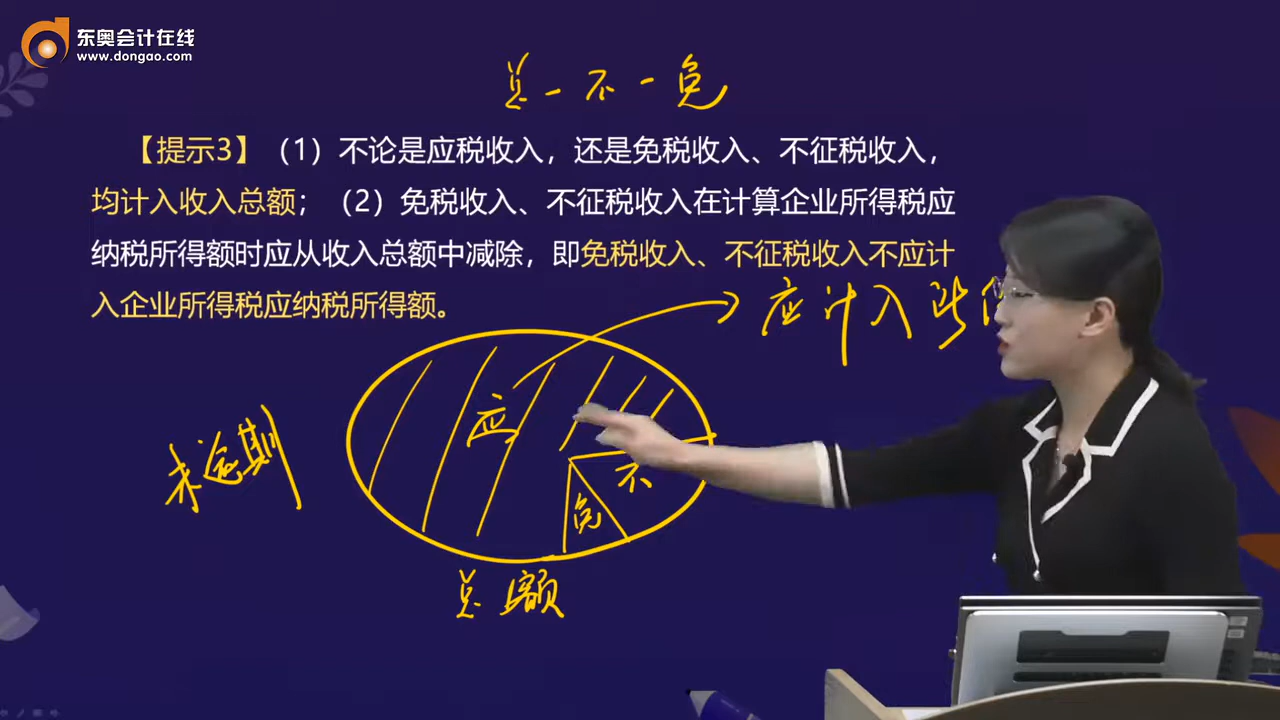 东奥会计在线
www.dongao.com
总-不-免
【提示3】（1）不论是应税收入，还是免税收入、不征税收入，
均计入收入总额；（2）免税收入、不征税收入在计算企业所得税应
纳税所得额时应从收入总额中减除，即免税收入、不征税收入不应计
入企业所得税应纳税所得额。
应计入
应
未逾期
不
免
总额